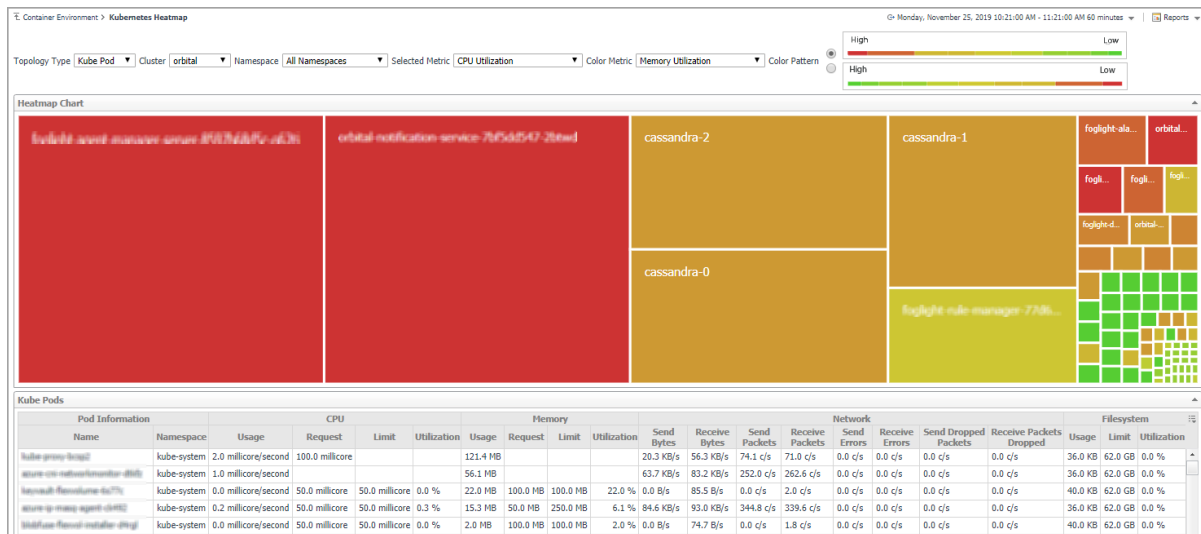 Container Environment > Kubernetes Heatmap
Monday, November 25, 2019 10:21:00 AM - 11:21:00 AM 60 minutes
Reports
Topology Type Kube Pod Cluster orbital Namespace All Namespaces Selected Metric CPU Utilization Color Metric Memory Utilization Color Pattern
High Low
High Low
Heatmap Chart
orbital-notification-service-7bf5dd547-2btwd
cassandra-2
cassandra-1
cassandra-0
foglight-rule-manager-77d6...
foglight-ala...
orbital...
fogli...
fogli...
fogli...
foglight-d...
orbital-...
Kube Pods
Pod Information CPU Memory Network Filesystem
Name Namespace Usage Request Limit Utilization Usage Request Limit Utilization Send Bytes Receive Bytes Send Packets Receive Packets Send Errors Receive Errors Send Dropped Packets Receive Packets Dropped Usage Limit Utilization
kube-system 2.0 millicore/second 100.0 millicore 121.4 MB 20.3 KB/s 56.3 KB/s 74.1 c/s 71.0 c/s 0.0 c/s 0.0 c/s 0.0 c/s 0.0 c/s 36.0 KB 62.0 GB 0.0 %
kube-system 1.0 millicore/second 56.1 MB 63.7 KB/s 83.2 KB/s 252.0 c/s 262.6 c/s 0.0 c/s 0.0 c/s 0.0 c/s 0.0 c/s 36.0 KB 62.0 GB 0.0 %
kube-system 0.0 millicore/second 50.0 millicore 50.0 millicore 0.0 % 22.0 MB 100.0 MB 100.0 MB 22.0 % 0.0 B/s 85.5 B/s 0.0 c/s 2.0 c/s 0.0 c/s 0.0 c/s 0.0 c/s 0.0 c/s 40.0 KB 62.0 GB 0.0 %
kube-system 0.2 millicore/second 50.0 millicore 50.0 millicore 0.3 % 15.3 MB 50.0 MB 250.0 MB 6.1 % 84.6 KB/s 93.0 KB/s 344.8 c/s 339.6 c/s 0.0 c/s 0.0 c/s 0.0 c/s 0.0 c/s 36.0 KB 62.0 GB 0.0 %
kube-system 0.0 millicore/second 50.0 millicore 50.0 millicore 0.0 % 2.0 MB 100.0 MB 100.0 MB 2.0 % 0.0 B/s 74.7 B/s 0.0 c/s 1.8 c/s 0.0 c/s 0.0 c/s 0.0 c/s 0.0 c/s 40.0 KB 62.0 GB 0.0 %